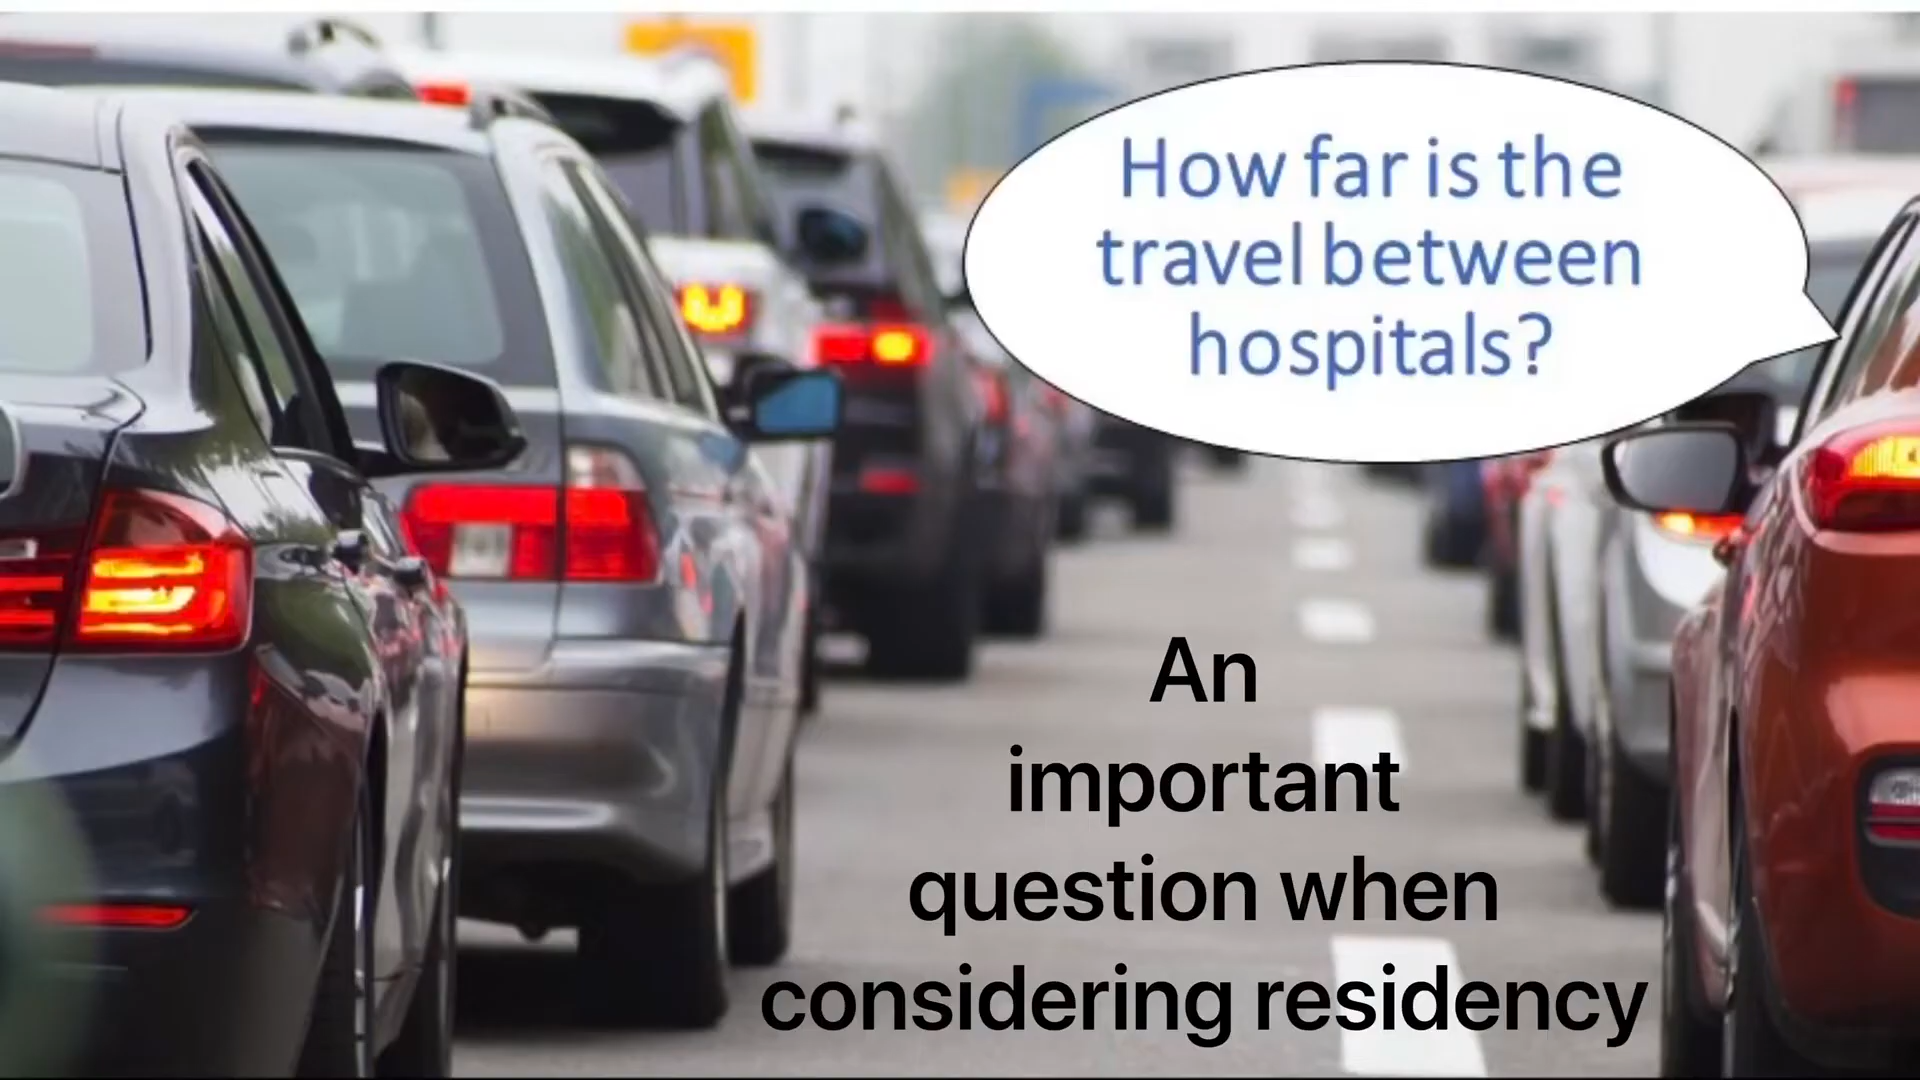 How far is the
travel between
hospitals?
An
important
question when
considering residency